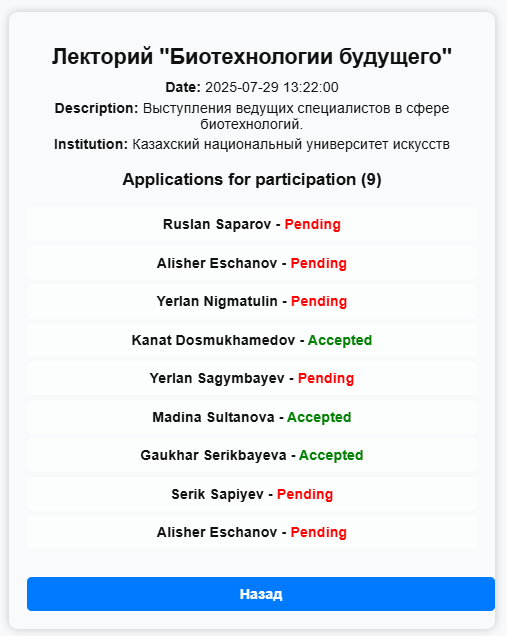 Лекторий "Биотехнологии будущего"
Date: 2025-07-29 13:22:00
Description: Выступления ведущих специалистов в сфере
биотехнологий.
Institution: Казахский национальный университет искусств
Applications for participation (9)
Ruslan Saparov - Pending
Alisher Eschanov - Pending
Yerlan Nigmatulin - Pending
Kanat Dosmukhamedov - Accepted
Yerlan Sagymbayev - Pending
Madina Sultanova - Accepted
Gaukhar Serikbayeva - Accepted
Serik Sapiyev - Pending
Alisher Eschanov - Pending
Назад